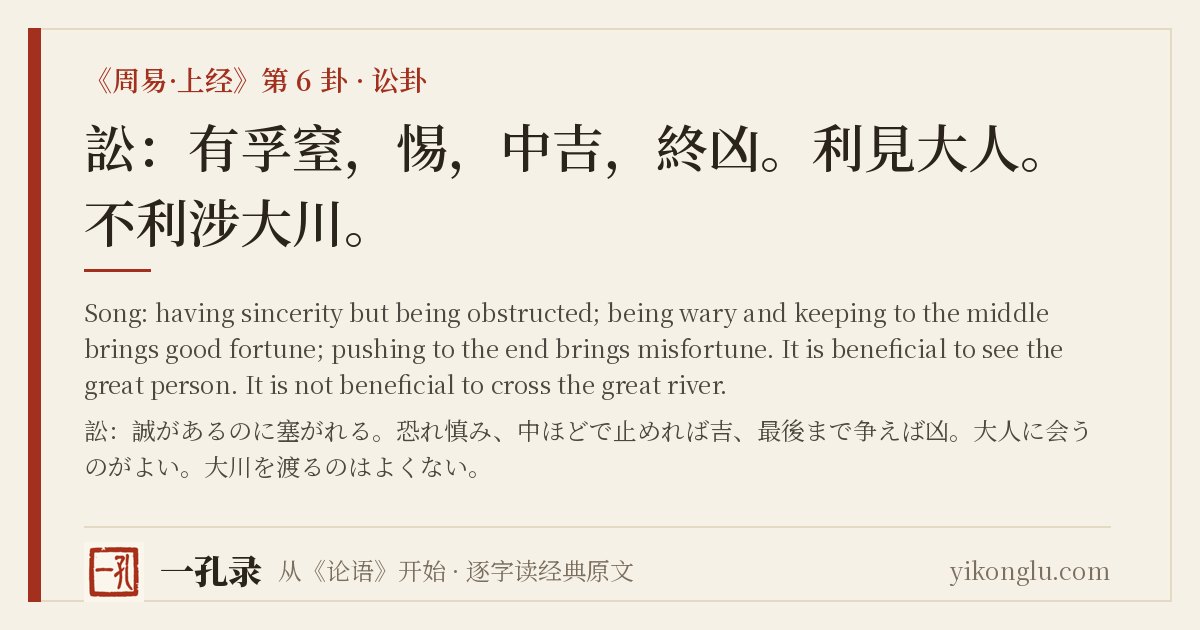 《周易·上经》第 6 卦 · 讼卦
訟：有孚窒，惕，中吉，終凶。利見大人。
不利涉大川。
Song: having sincerity but being obstructed; being wary and keeping to the middle
brings good fortune; pushing to the end brings misfortune. It is beneficial to see the
great person. It is not beneficial to cross the great river.
訟：誠があるのに塞がれる。恐れ慎み、中ほどで止めれば吉、最後まで争えば凶。大人に会う
のがよい。大川を渡るのはよくない。
一孔 一孔录 从《论语》开始 · 逐字读经典原文 yikonglu.com